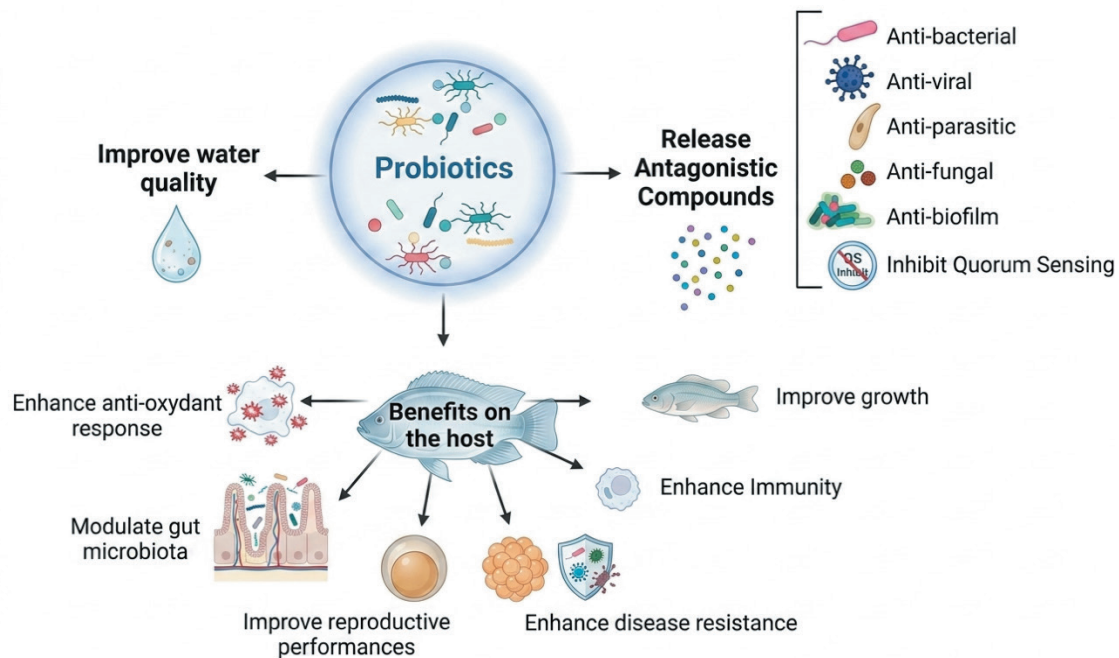 Probiotics
Improve water
quality
Release
Antagonistic
Compounds
Anti-bacterial
Anti-viral
Anti-parasitic
Anti-fungal
Anti-biofilm
QS
Inhibit
Inhibit Quorum Sensing
Benefits on
the host
Enhance anti-oxydant
response
Improve growth
Modulate gut
microbiota
Enhance Immunity
Improve reproductive
performances
Enhance disease resistance